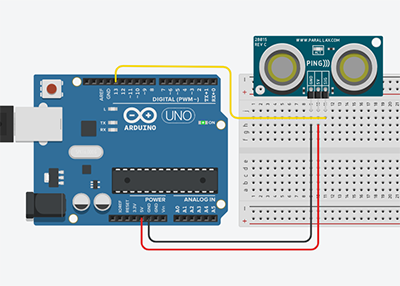 28015
REV C
WWW.PARALLAX.COM
PING)))
GND
5V
SIG
AREF
GND
13
12
~11
~10
~9
8
7
~6
~5
4
~3
2
TX→1
RX←0
DIGITAL (PWM~)
L
TX
RX
ARDUINO
UNO
ON
POWER
ANALOG IN
IOREF
RESET
3.3V
5V
GND
GND
Vin
A0
A1
A2
A3
A4
A5